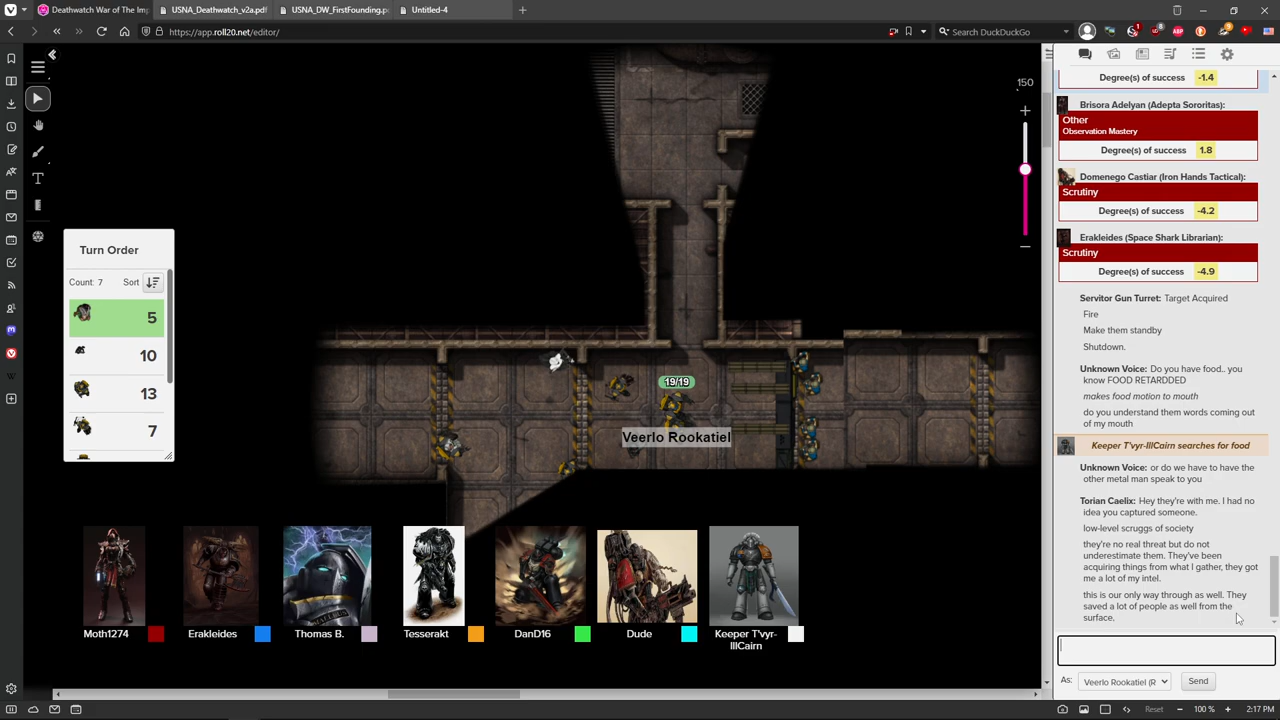 Deathwatch War of The Imp
USNA_Deathwatch_v2a.pdf
USNA_DW_FirstFounding.pd
Untitled-4
https://app.roll20.net/editor/
Search DuckDuckGo
150
Turn Order
Count: 7
Sort
5
10
13
7
19/19
Veerlo Rookatiel
Moth1274
Erakleides
Thomas B.
Tesserakt
DanD16
Dude
Keeper T'vyr-
IllCairn
Degree(s) of success -1.4
Brisora Adelyan (Adepta Sororitas):
Other
Observation Mastery
Degree(s) of success 1.8
Domenego Castiar (Iron Hands Tactical):
Scrutiny
Degree(s) of success -4.2
Erakleides (Space Shark Librarian):
Scrutiny
Degree(s) of success -4.9
Servitor Gun Turret: Target Acquired
Fire
Make them standby
Shutdown.
Unknown Voice: Do you have food.. you
know FOOD RETARDDED
makes food motion to mouth
do you understand them words coming out
of my mouth
Keeper T'vyr-IllCairn searches for food
Unknown Voice: or do we have to have the
other metal man speak to you
Torian Caelix: Hey they're with me. I had no
idea you captured someone.
low-level scruggs of society
they're no real threat but do not
underestimate them. They've been
acquiring things from what I gather, they got
me a lot of my intel.
this is our only way through as well. They
saved a lot of people as well from the
surface,
As:
Veerlo Rookatiel (R
Send
Reset
100 %
2:17 PM